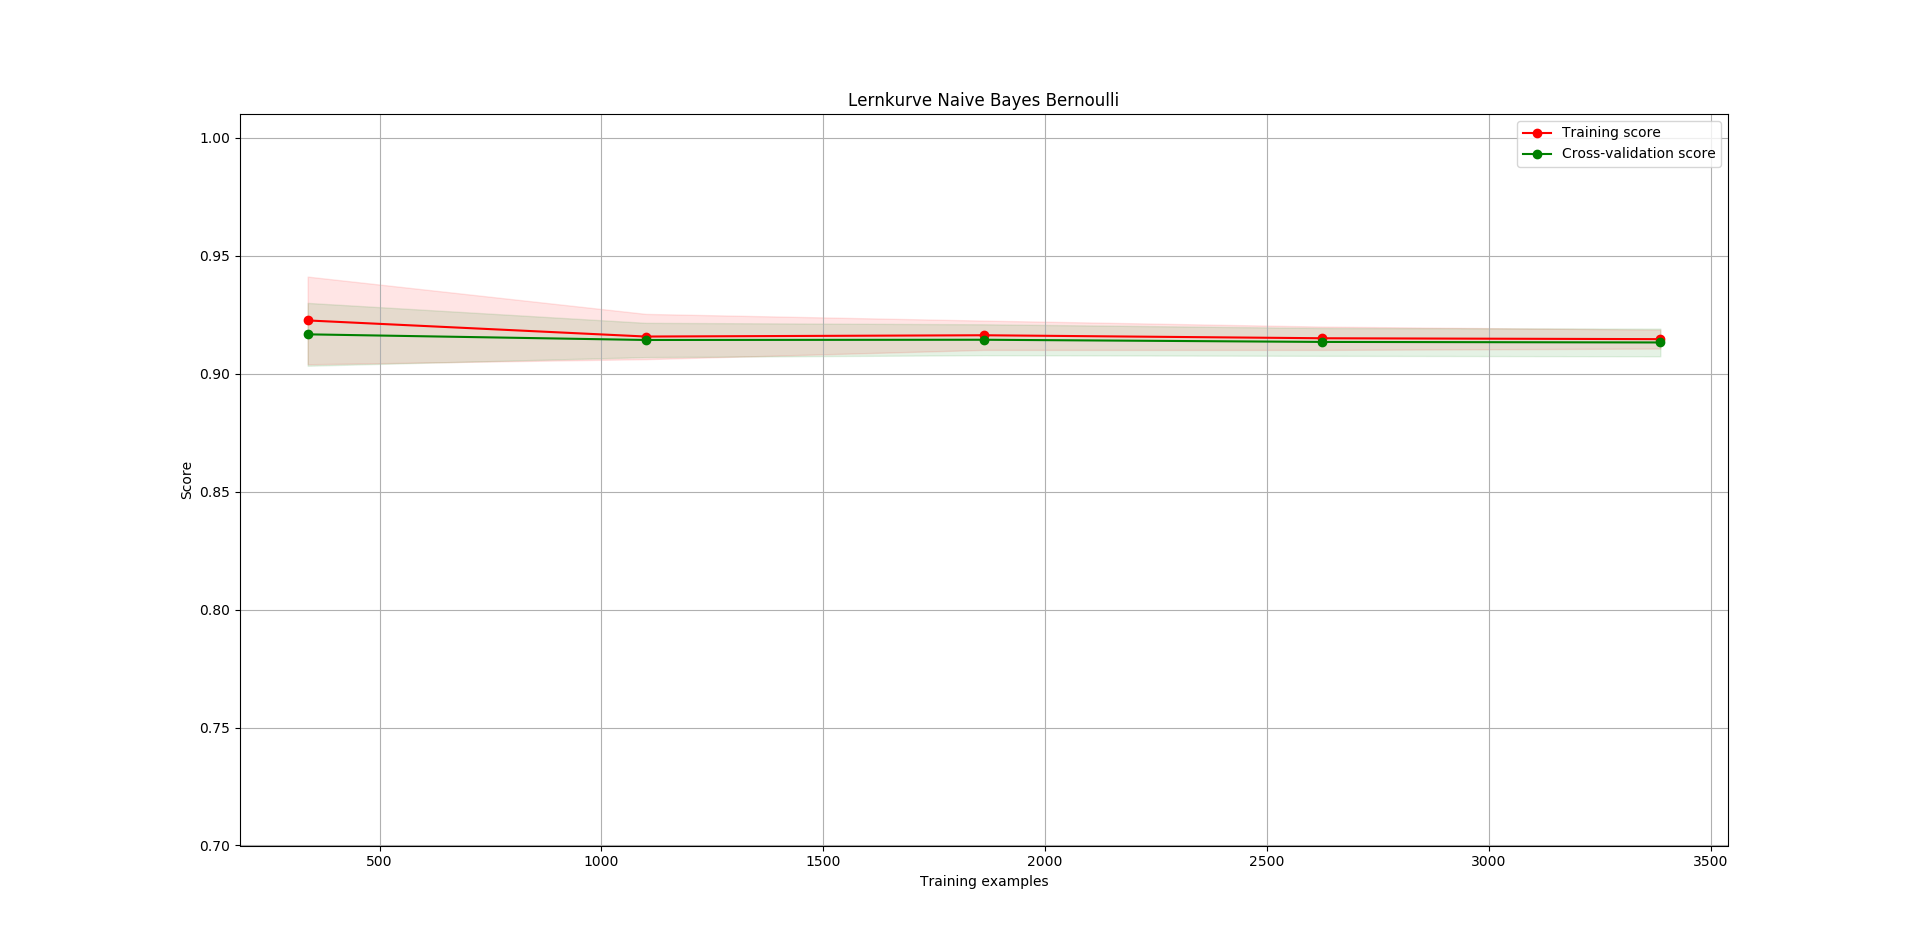 Lernkurve Naive Bayes Bernoulli
Training score
Cross-validation score
1.00
0.95
0.90
0.85
0.80
0.75
0.70
Score
500
1000
1500
2000
2500
3000
3500
Training examples